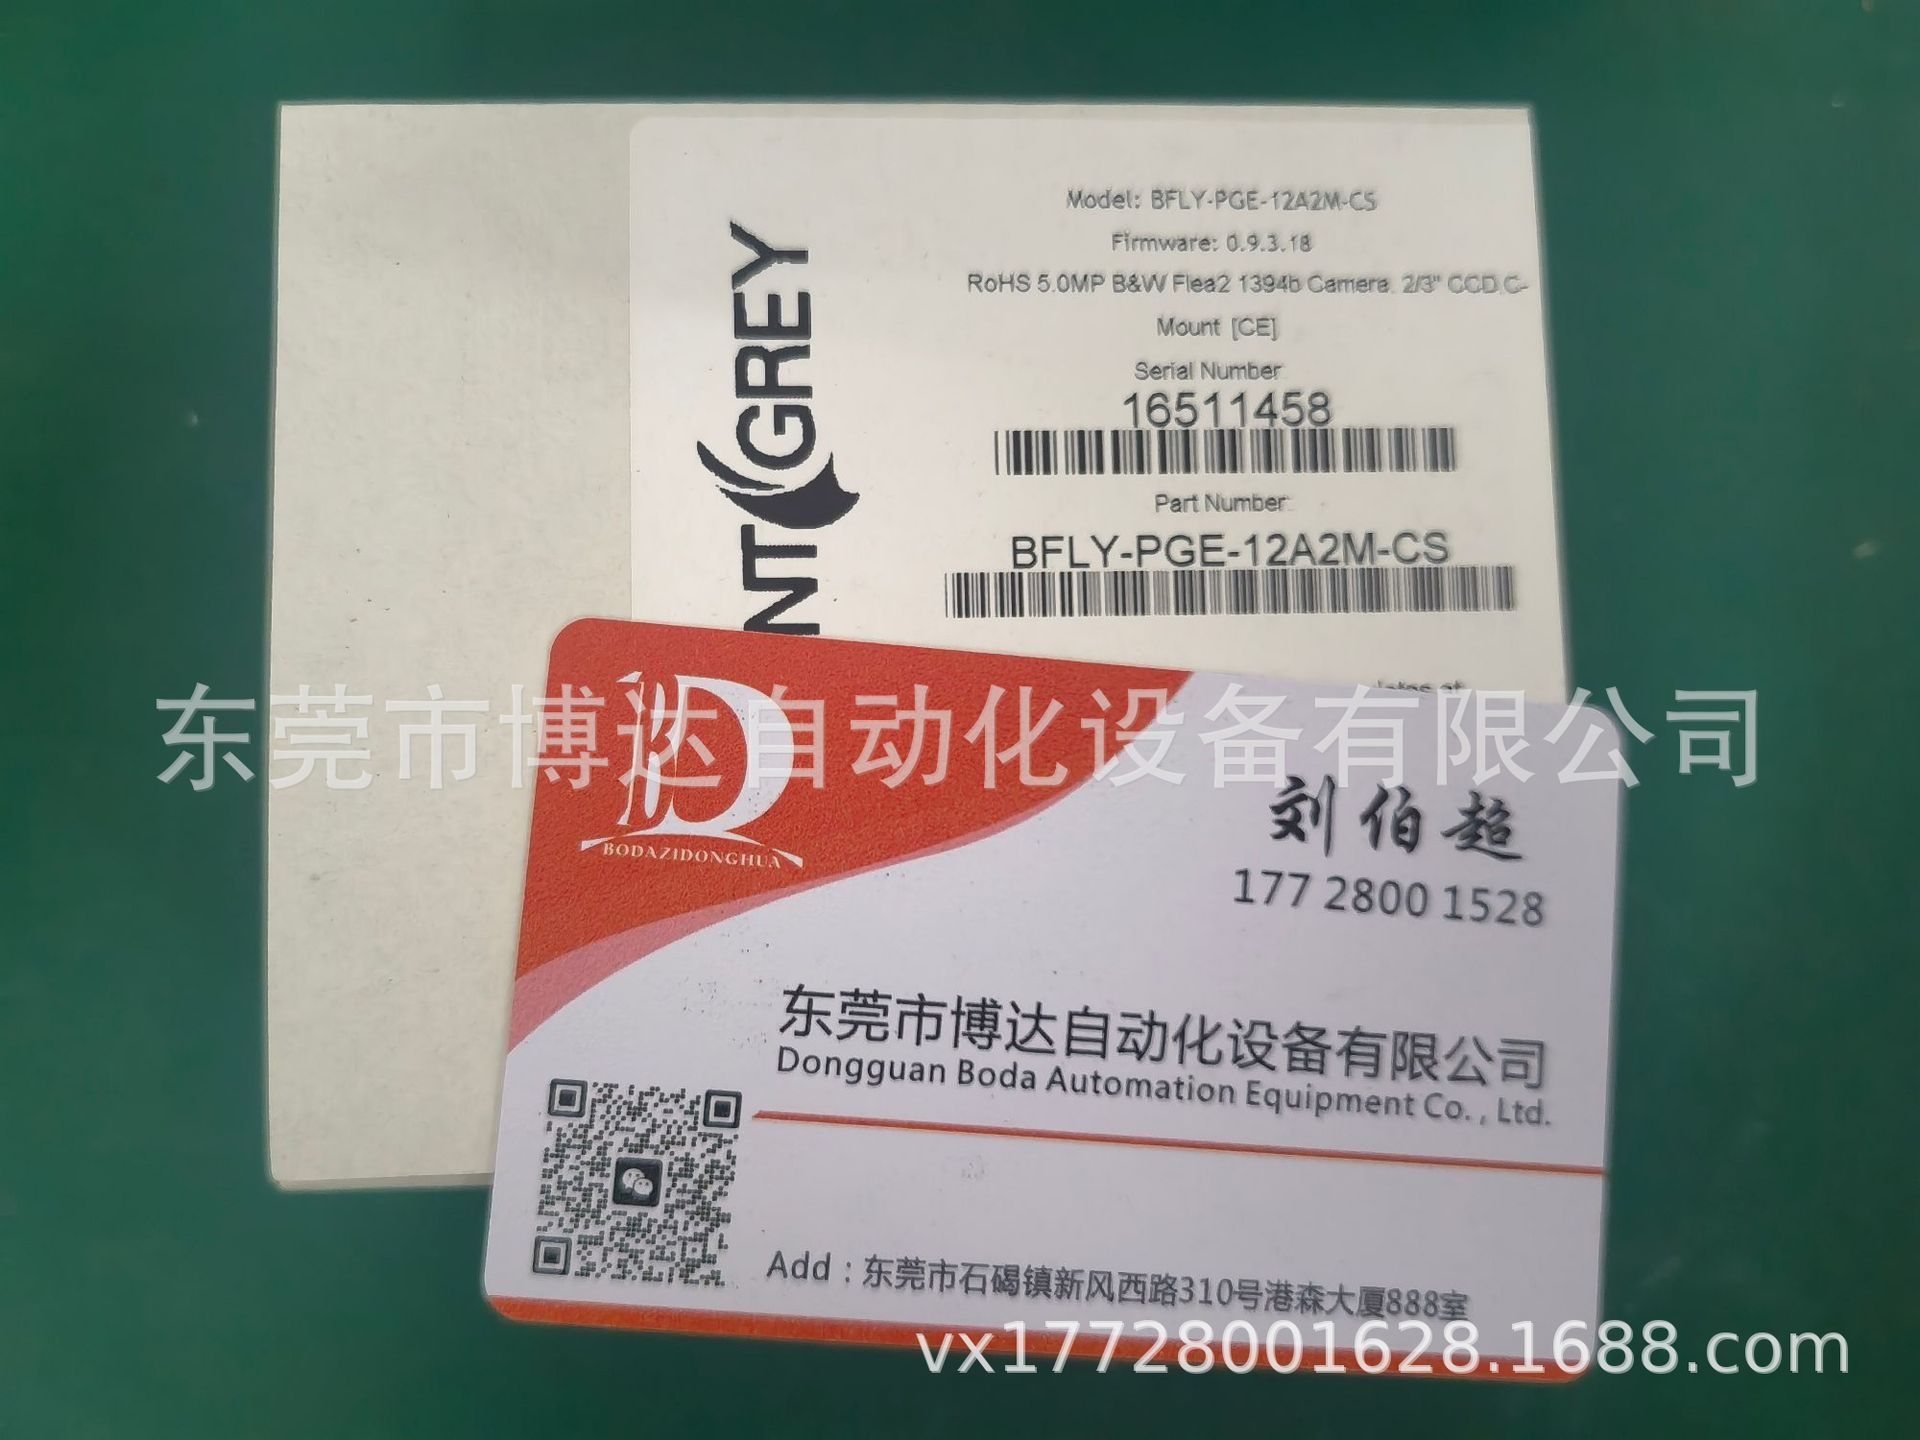 Model: BFLY-PGE-12A2M-CS
Firmware: 0.9.3.18
RoHS 5.0MP B&W Flea2 1394b Camera, 2/3" CCD,C-
Mount [CE]
Serial Number
16511458
Part Number
BFLY-PGE-12A2M-CS
NT GREY
东莞市博达自动化设备有限公司
BODAZIDONGHUA
刘伯超
177 2800 1528
东莞市博达自动化设备有限公司
Dongguan Boda Automation Equipment Co., Ltd.
Add：东莞市石碣镇新风西路310号港森大厦888室
vx17728001628.1688.com